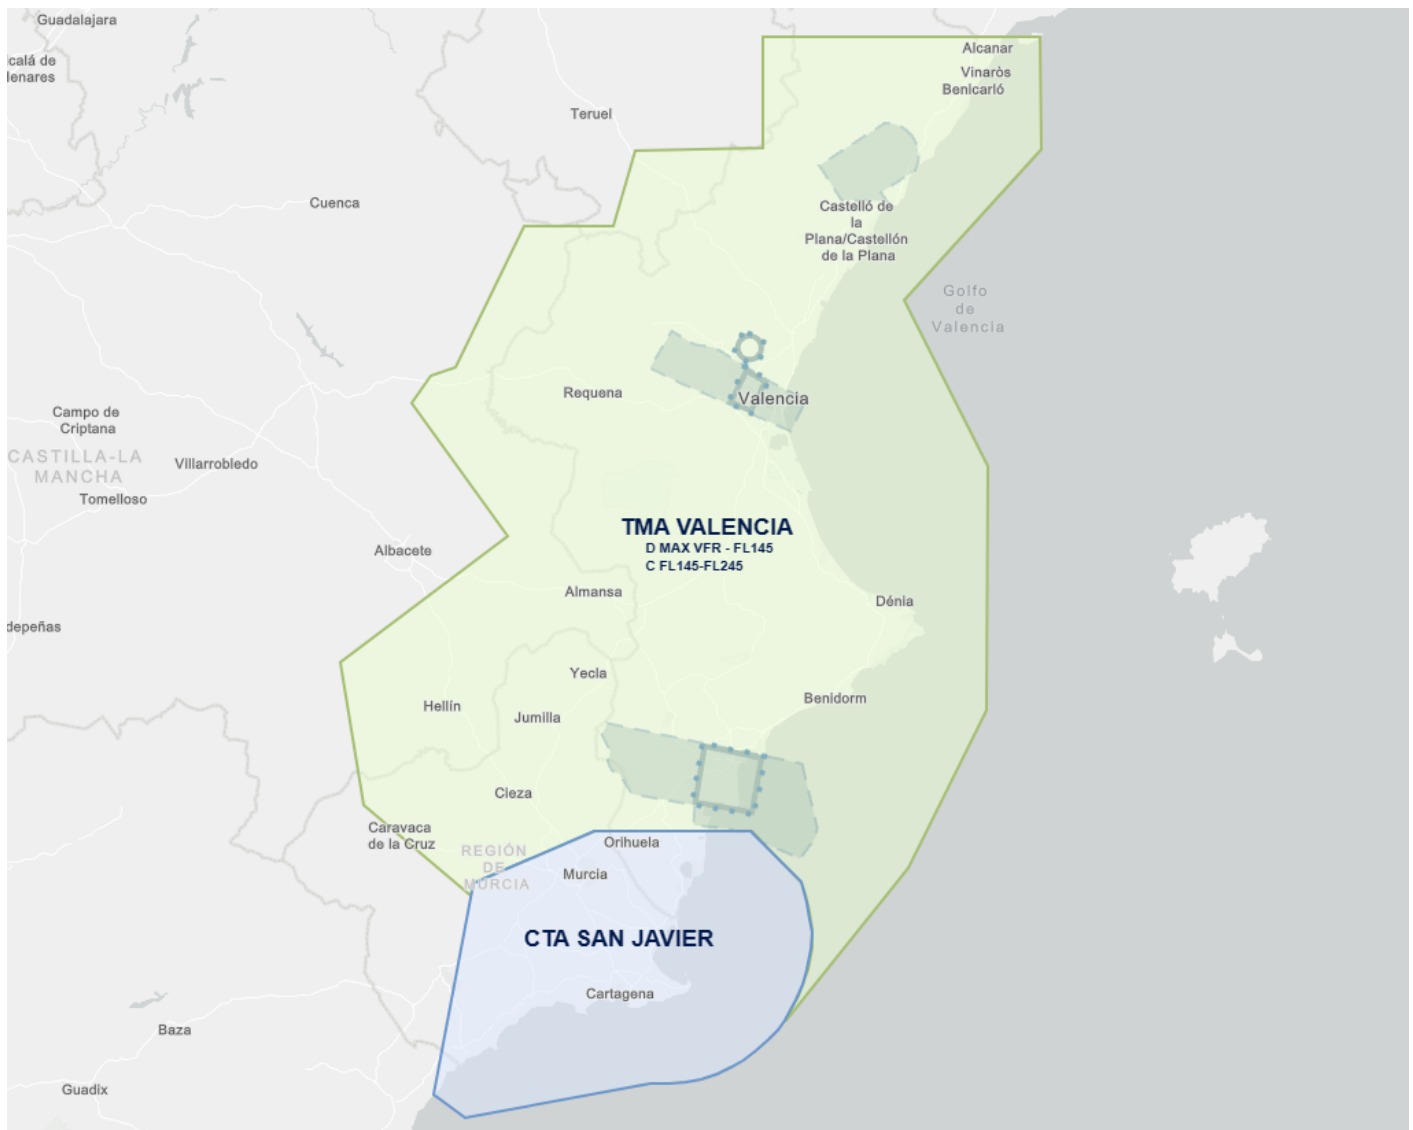 Guadalajara
Alcanar
icalá de
lenares
Vinaròs
Benicarló
Teruel
Cuenca
Castelló de
la
Plana/Castellón
de la Plana
Golfo
de
Valencia
Requena
Valencia
Campo de
Criptana
CASTILLA-LA
MANCHA
Villarrobledo
Tomelloso
TMA VALENCIA
D MAX VFR - FL145
C FL145-FL245
Albacete
Almansa
Dénia
depeñas
Yecla
Benidorm
Hellín
Jumilla
Cieza
Caravaca
de la Cruz
Orihuela
REGIÓN
DE
MURCIA
Murcia
CTA SAN JAVIER
Cartagena
Baza
Guadix